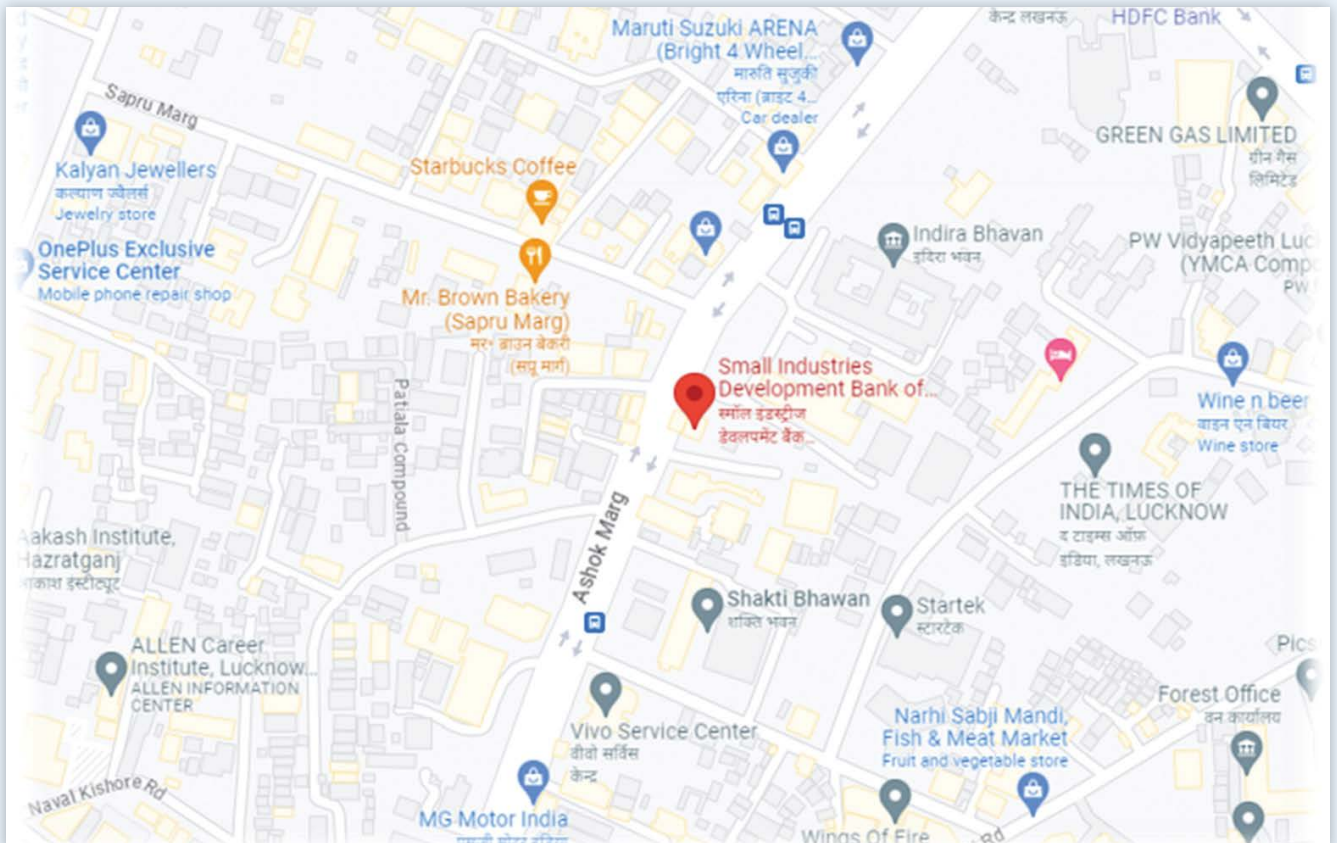 केन्द्र लखनऊ
HDFC Bank
Maruti Suzuki ARENA
(Bright 4 Wheel...
मारुति सुजुकी
एरिना (ब्राइट 4...
Car dealer
Sapru Marg
GREEN GAS LIMITED
ग्रीन गैस
लिमिटेड
Kalyan Jewellers
कल्याण ज्वैलर्स
Jewelry store
Starbucks Coffee
Indira Bhavan
इंदिरा भवन
PW Vidyapeeth Luc
(YMCA Comp
PW
OnePlus Exclusive
Service Center
Mobile phone repair shop
Mr. Brown Bakery
(Sapru Marg)
मर॰ ब्राउन बेकरी
(सप्रू मार्ग)
Small Industries
Development Bank of...
स्मॉल इंडस्ट्रीज
डेवलपमेंट बैंक...
Wine n beer
वाइन एन बियर
Wine store
Patiala Compound
THE TIMES OF
INDIA, LUCKNOW
द टाइम्स ऑफ़
इंडिया, लखनऊ
Aakash Institute,
Hazratganj
आकाश इंस्टीट्यूट
Ashok Marg
Shakti Bhawan
शक्ति भवन
Startek
स्टारटेक
ALLEN Career
Institute, Lucknow...
ALLEN INFORMATION
CENTER
Pics
Forest Office
वन कार्यालय
Vivo Service Center
वीवो सर्विस
केन्द्र
Narhi Sabji Mandi,
Fish & Meat Market
Fruit and vegetable store
Naval Kishore Rd
MG Motor India
Wings Of Fire
Rd